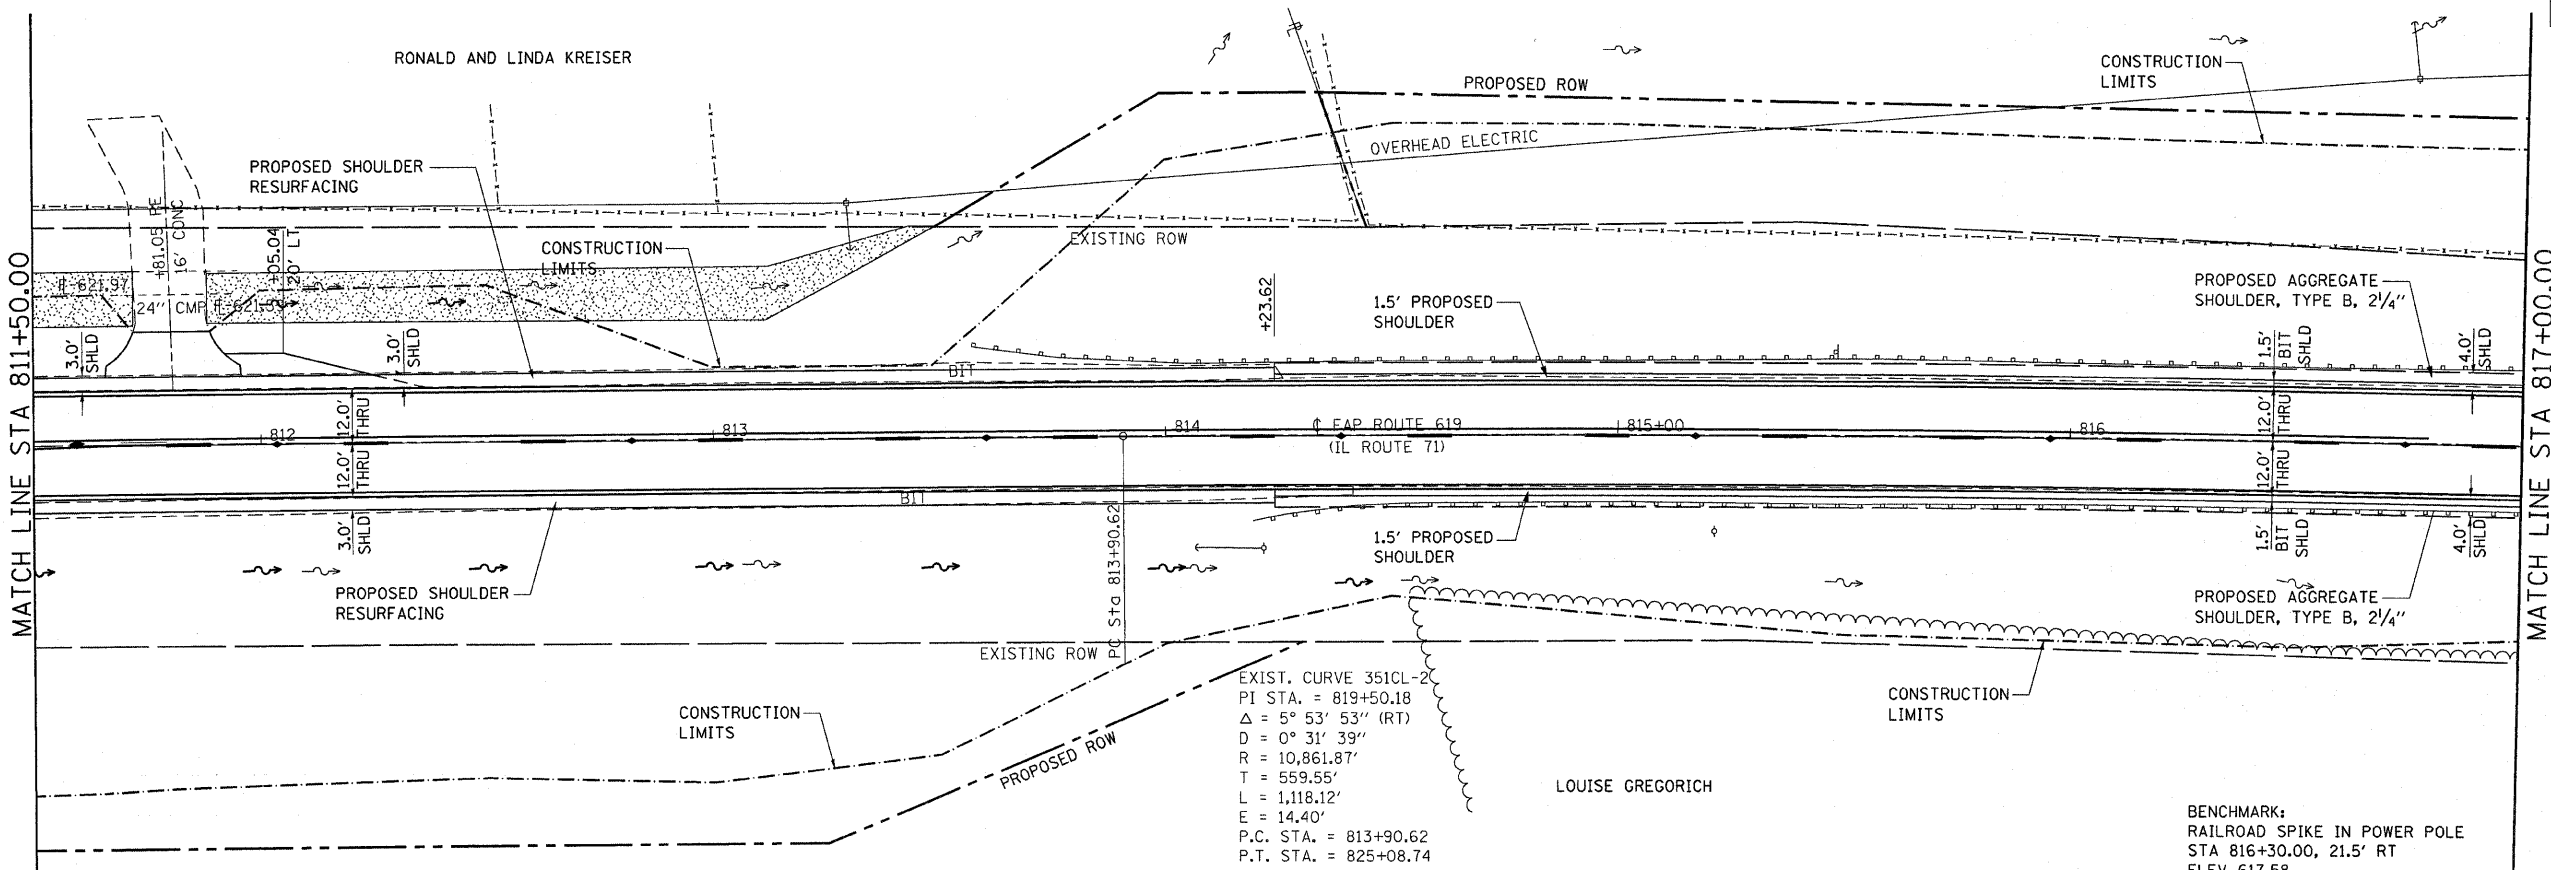 RONALD AND LINDA KREISER
CONSTRUCTION
LIMITS
PROPOSED ROW
OVERHEAD ELECTRIC
PROPOSED SHOULDER
RESURFACING
+81.05 PE
16' CONC
+05.04
20' LT
CONSTRUCTION
LIMITS
EXISTING ROW
MATCH LINE STA 811+50.00
E-621.97
24" CMP
3.0'
SHLD
3.0'
SHLD
BIT
+23.62
1.5' PROPOSED
SHOULDER
PROPOSED AGGREGATE
SHOULDER, TYPE B, 2 1/4"
1.5'
BIT
SHLD
4.0'
SHLD
MATCH LINE STA 817+00.00
812
12.0'
THRU
813
814
℄ FAP ROUTE 619
(IL ROUTE 71)
815+00
816
12.0'
THRU
12.0'
THRU
12.0'
THRU
BIT
3.0'
SHLD
PROPOSED SHOULDER
RESURFACING
PC Sta 813+90.62
1.5' PROPOSED
SHOULDER
1.5'
BIT
SHLD
4.0'
SHLD
PROPOSED AGGREGATE
SHOULDER, TYPE B, 2 1/4"
EXISTING ROW
CONSTRUCTION
LIMITS
PROPOSED ROW
EXIST. CURVE 351CL-2
PI STA. = 819+50.18
Δ = 5° 53' 53" (RT)
D = 0° 31' 39"
R = 10,861.87'
T = 559.55'
L = 1,118.12'
E = 14.40'
P.C. STA. = 813+90.62
P.T. STA. = 825+08.74
CONSTRUCTION
LIMITS
LOUISE GREGORICH
BENCHMARK:
RAILROAD SPIKE IN POWER POLE
STA 816+30.00, 21.5' RT
ELEV 617.58